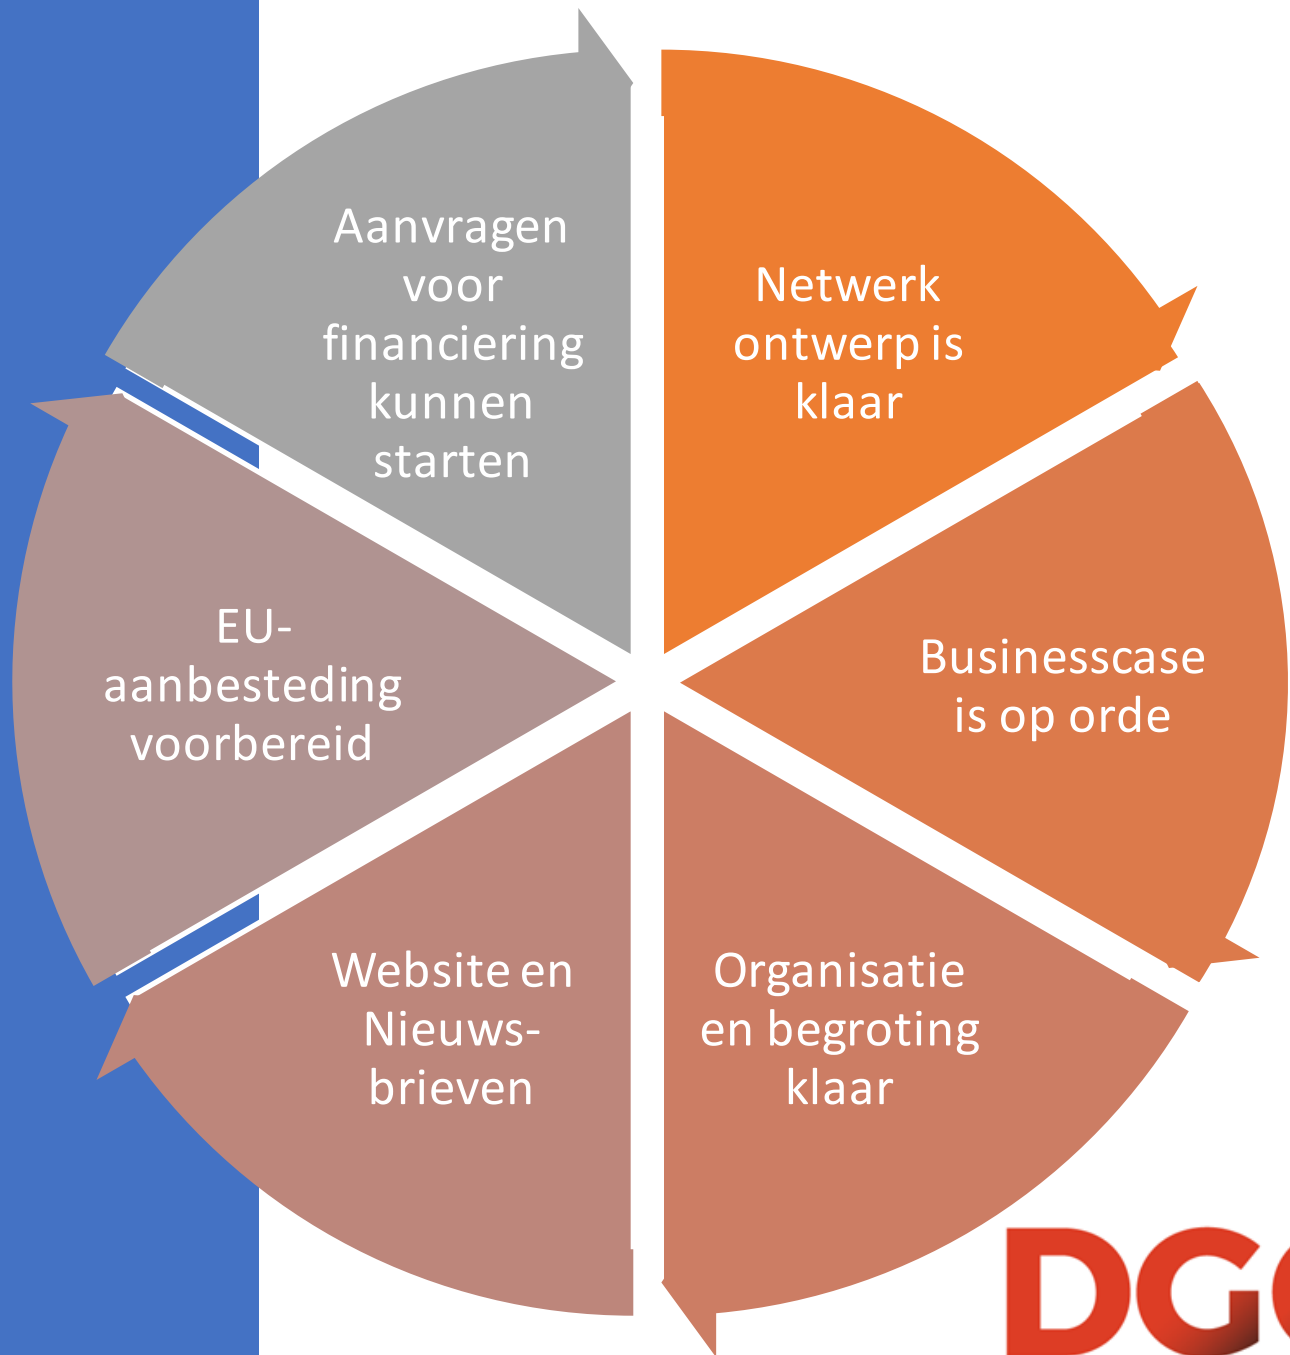 Netwerk
ontwerp is
klaar
Businesscase
is op orde
Organisatie
en begroting
klaar
Website en
Nieuws-
brieven
EU-
aanbesteding
voorbereid
Aanvragen
voor
financiering
kunnen
starten
DG